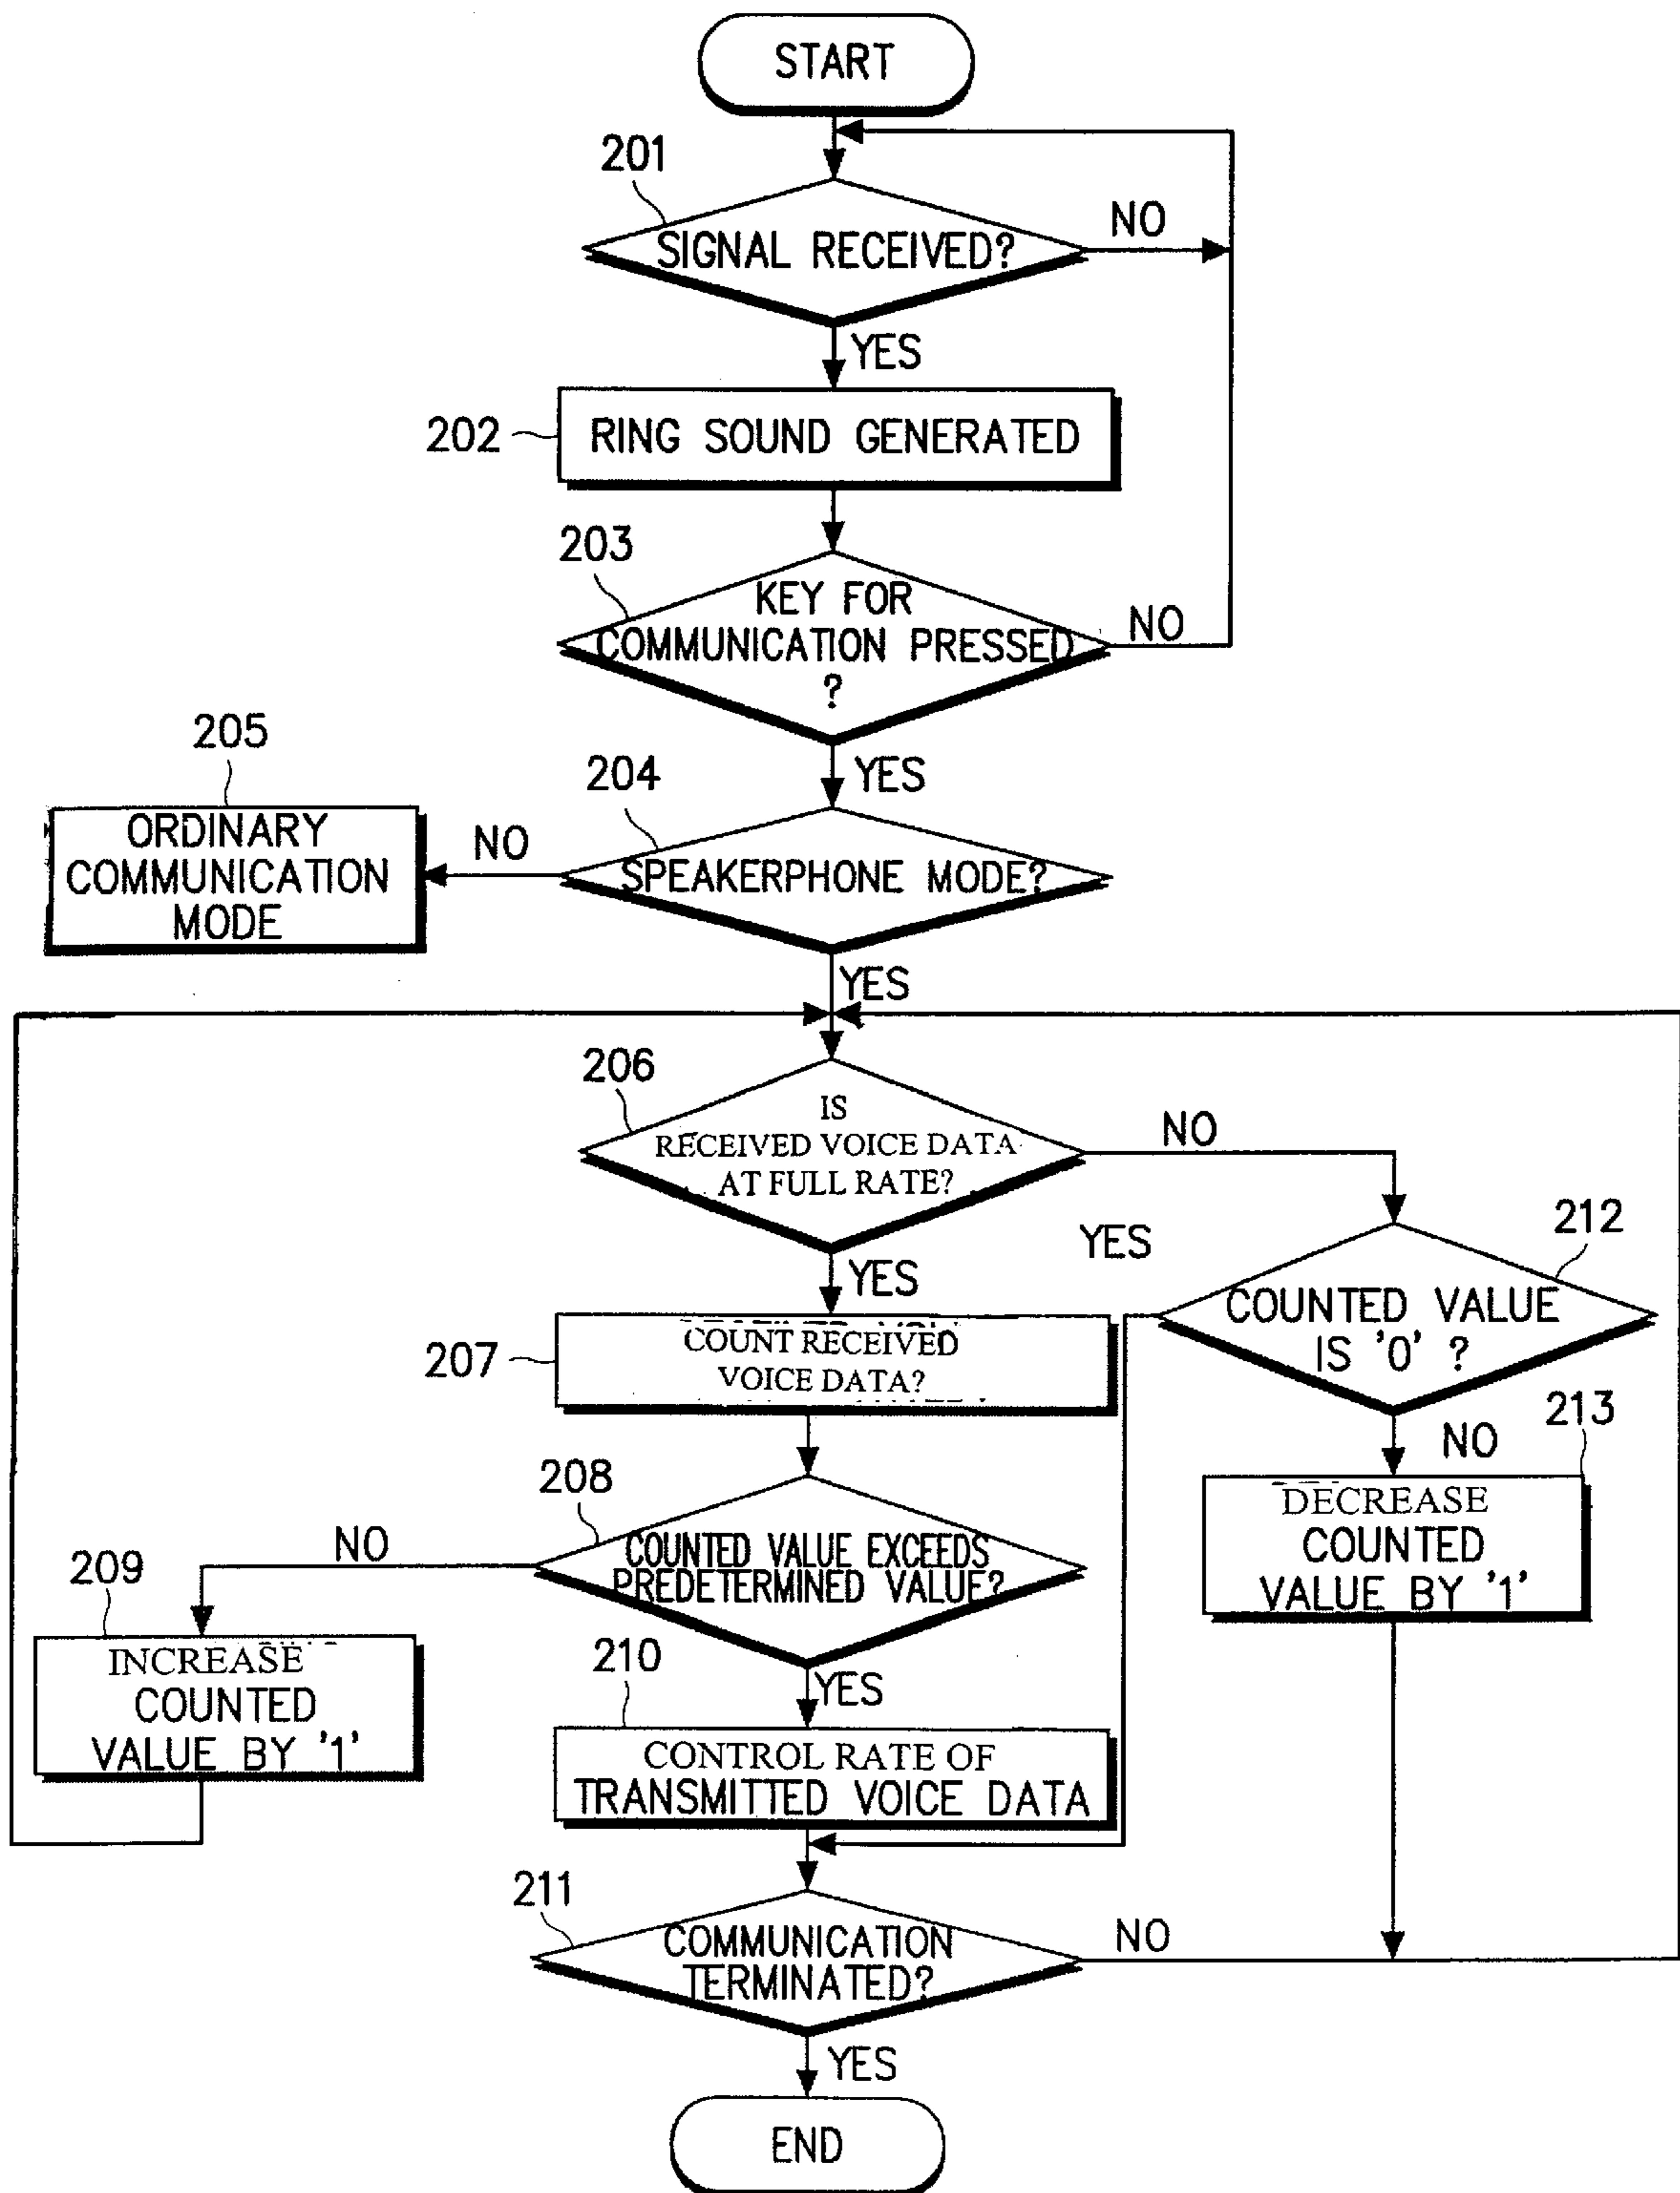 START
201
SIGNAL RECEIVED?
NO
YES
202
RING SOUND GENERATED
203
KEY FOR
COMMUNICATION PRESSED
?
NO
YES
205
ORDINARY
COMMUNICATION
MODE
NO
204
SPEAKERPHONE MODE?
YES
206
IS
RECEIVED VOICE DATA
AT FULL RATE?
NO
YES
YES
212
COUNTED VALUE
IS '0' ?
207
COUNT RECEIVED
VOICE DATA?
NO
213
DECREASE
COUNTED
VALUE BY '1'
208
COUNTED VALUE EXCEEDS
PREDETERMINED VALUE?
NO
209
INCREASE
COUNTED
VALUE BY '1'
YES
210
CONTROL RATE OF
TRANSMITTED VOICE DATA
211
COMMUNICATION
TERMINATED?
NO
YES
END